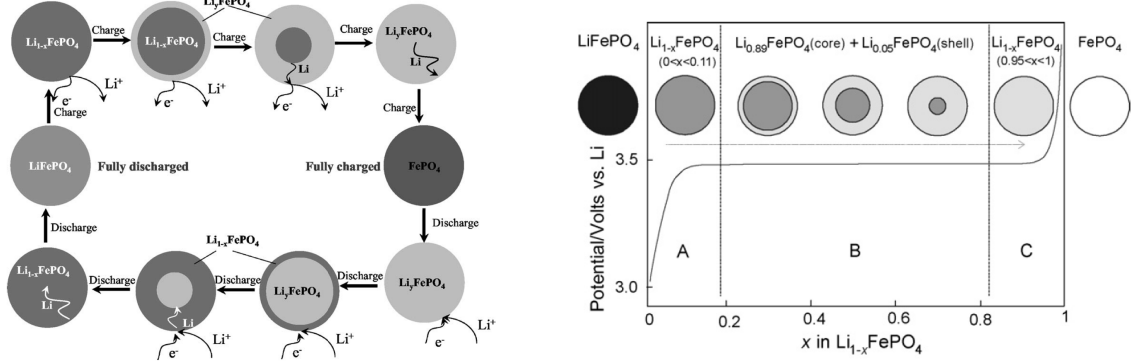 LiyFePO4
Li1-xFePO4
Charge
Li1-xFePO4
Charge
Li
Charge
LiyFePO4
Li
e-
Li+
e-
Li+
e-
Li+
Charge
Charge
LiFePO4
Fully discharged
Fully charged
FePO4
Discharge
Discharge
Li1-xFePO4
Li1-xFePO4
Li
Discharge
Li
Discharge
LiyFePO4
Discharge
LiyFePO4
e-
Li+
e-
Li+
e-
Li+
LiFePO4
Li1-xFePO4
(0<x<0.11)
Li0.89FePO4(core) + Li0.05FePO4(shell)
Li1-xFePO4
(0.95<x<1)
FePO4
Potential/Volts vs. Li
3.5
3.0
A
B
C
0
0.2
0.4
0.6
0.8
1
x in Li1-xFePO4